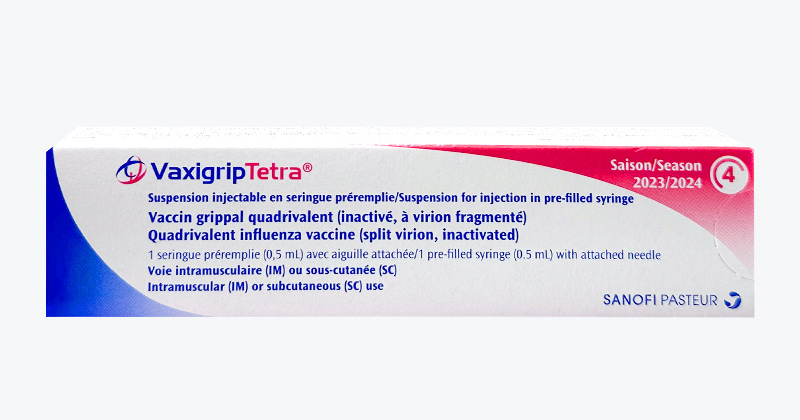 VaxigripTetra®
Saison/Season
2023/2024
4
Suspension injectable en seringue préremplie/Suspension for injection in pre-filled syringe
Vaccin grippal quadrivalent (inactivé, à virion fragmenté)
Quadrivalent influenza vaccine (split virion, inactivated)
1 seringue préremplie (0,5 mL) avec aiguille attachée/1 pre-filled syringe (0.5 mL) with attached needle
Voie intramusculaire (IM) ou sous-cutanée (SC)
Intramuscular (IM) or subcutaneous (SC) use
SANOFI PASTEUR